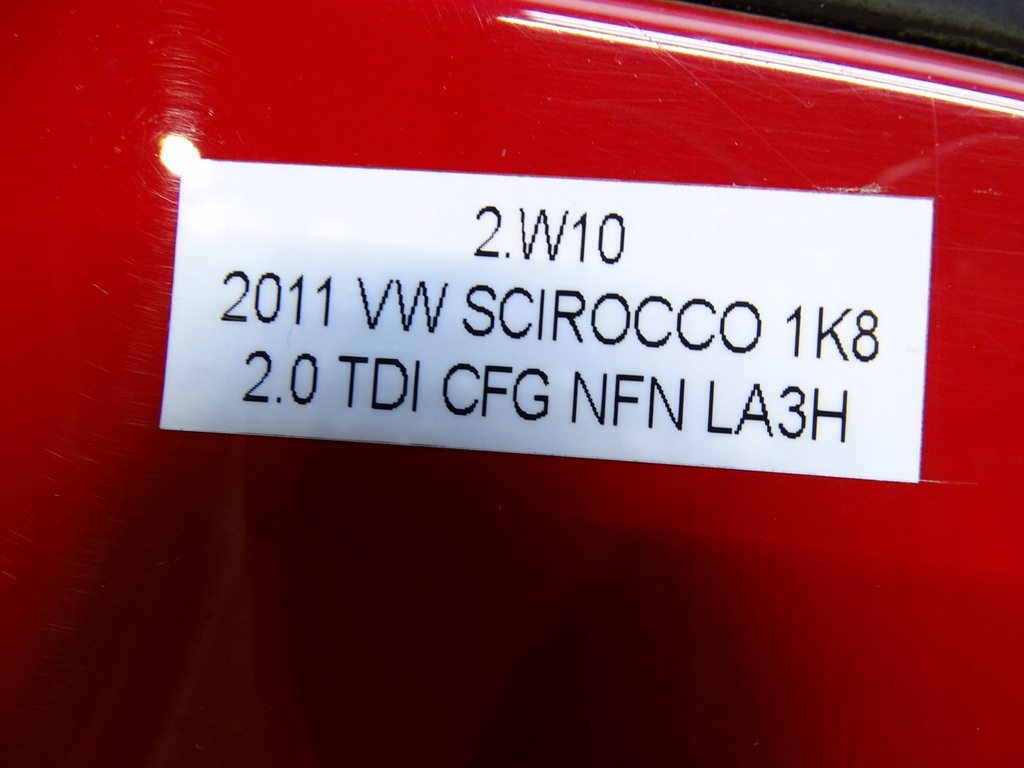 2.W10
2011 VW SCIROCCO 1K8
2.0 TDI CFG NFN LA3H